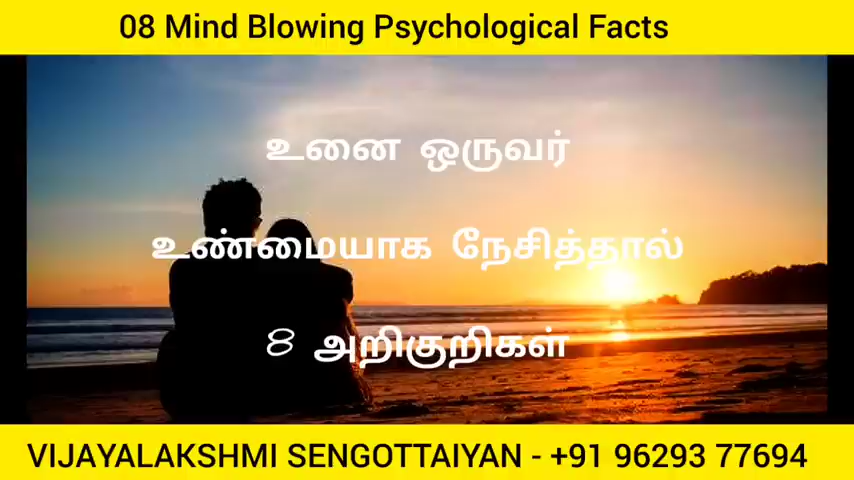 08 Mind Blowing Psychological Facts
உனை ஒருவர்
உண்மையாக நேசித்தால்
8 அறிகுறிகள்
VIJAYALAKSHMI SENGOTTAIYAN - +91 96293 77694